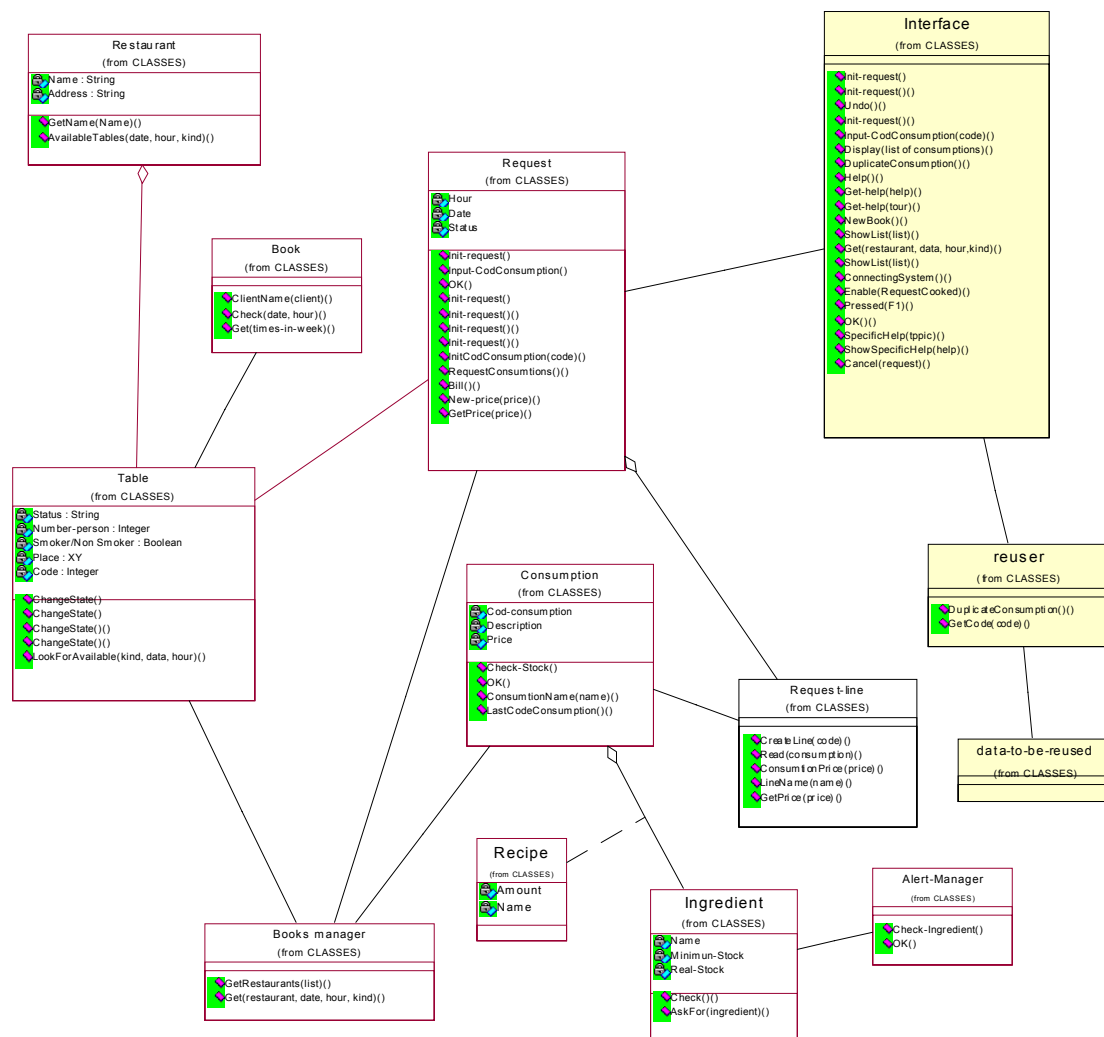 Restaurant
(from CLASSES)
Name : String
Address : String
GetName(Name)()
AvailableTables(date, hour, kind)()
Interface
(from CLASSES)
Init-request()
Init-request()()
Undo()()
Init-request()
Input-CodConsumption(code)()
Display(list of consumptions)()
DuplicateConsumption()()
Help()()
Get-help(help)()
Get-help(tour)()
NewBook()()
ShowList(list)()
Get(restaurant, data, hour,kind)()
ShowList(list)()
ConnectingSystem()()
Enable(RequestCooked)()
Pressed(F1)()
OK()()
SpecificHelp(tppic)()
ShowSpecificHelp(help)()
Cancel(request)()
Request
(from CLASSES)
Hour
Date
Status
Init-request()
Input-CodConsumption()
OK()
init-request()
Init-request()()
Init-request()()
Init-request()()
InitCodConsumption(code)()
RequestConsumtions()()
Bill()()
New-price(price)()
GetPrice(price)()
Book
(from CLASSES)
ClientName(client)()
Check(date, hour)()
Get(times-in-week)()
Table
(from CLASSES)
Status : String
Number-person : Integer
Smoker/Non Smoker : Boolean
Place : XY
Code : Integer
ChangeState()
ChangeState()
ChangeState()()
ChangeState()()
LookForAvailable(kind, data, hour)()
Consumption
(from CLASSES)
Cod-consumption
Description
Price
Check-Stock()
OK()
ConsumtionName(name)()
LastCodeConsumption()()
reuser
(from CLASSES)
DuplicateConsumption()()
GetCode(code)()
Request-line
(from CLASSES)
CreateLine(code)()
Read(consumption)()
ConsumtionPrice(price)()
LineName(name)()
GetPrice(price)()
data-to-be-reused
(from CLASSES)
Recipe
(from CLASSES)
Amount
Name
Ingredient
(from CLASSES)
Name
Minimun-Stock
Real-Stock
Check()()
AskFor(ingredient)()
Alert-Manager
(from CLASSES)
Check-Ingredient()
OK()
Books manager
(from CLASSES)
GetRestaurants(list)()
Get(restaurant, date, hour, kind)()